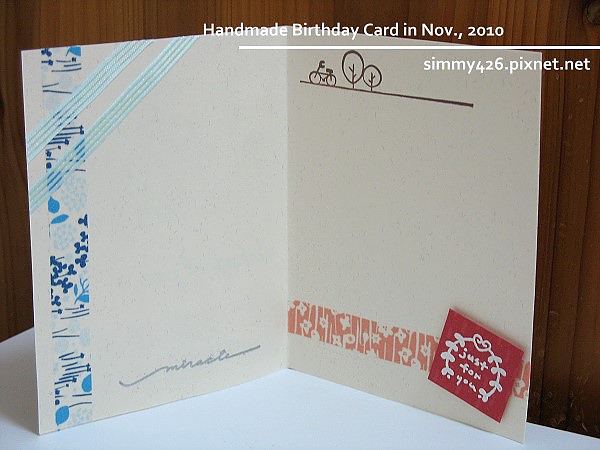 Handmade Birthday Card in Nov., 2010
simmy426.pixnet.net
miracle
Just
for
you